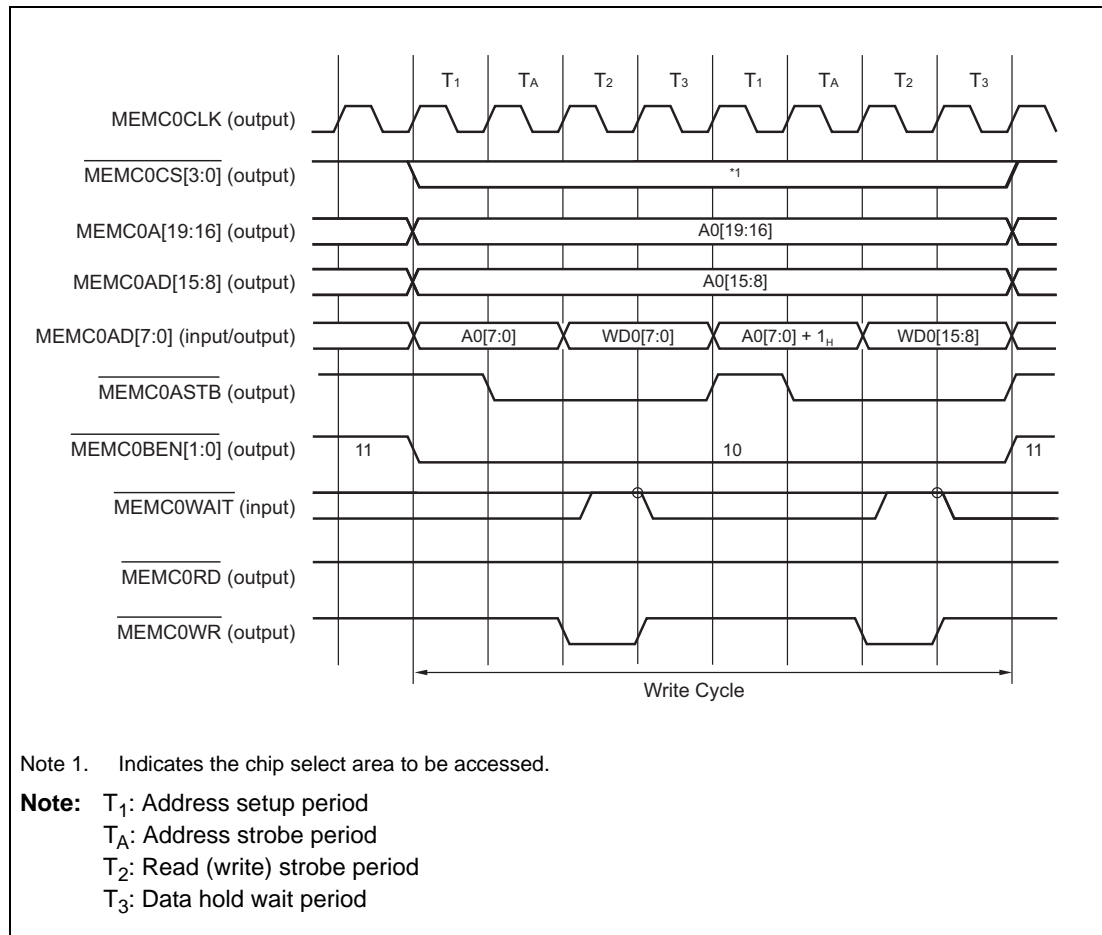 T1 TA T2 T3 T1 TA T2 T3
MEMC0CLK (output)
MEMC0CS[3:0] (output) *1
MEMC0A[19:16] (output) A0[19:16]
MEMC0AD[15:8] (output) A0[15:8]
MEMC0AD[7:0] (input/output) A0[7:0] WD0[7:0] A0[7:0] + 1H WD0[15:8]
MEMC0ASTB (output)
MEMC0BEN[1:0] (output) 11 10 11
MEMC0WAIT (input)
MEMC0RD (output)
MEMC0WR (output)
Write Cycle
Note 1. Indicates the chip select area to be accessed.
Note: T1: Address setup period
TA: Address strobe period
T2: Read (write) strobe period
T3: Data hold wait period